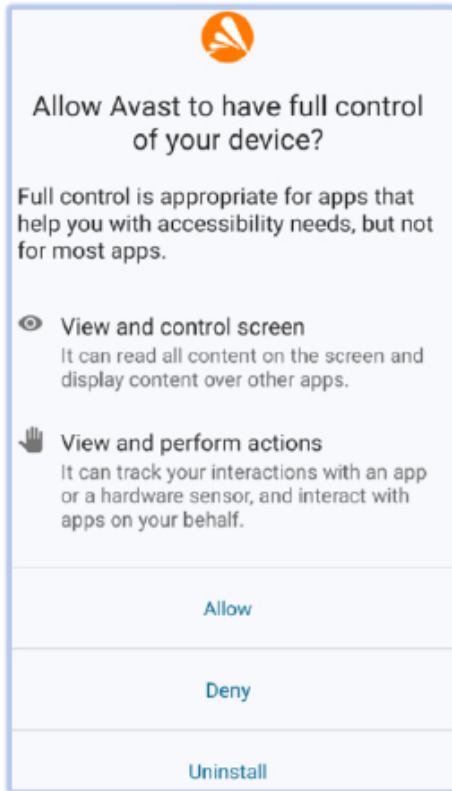 Allow Avast to have full control
of your device?
Full control is appropriate for apps that
help you with accessibility needs, but not
for most apps.
View and control screen
It can read all content on the screen and
display content over other apps.
View and perform actions
It can track your interactions with an app
or a hardware sensor, and interact with
apps on your behalf.
Allow
Deny
Uninstall